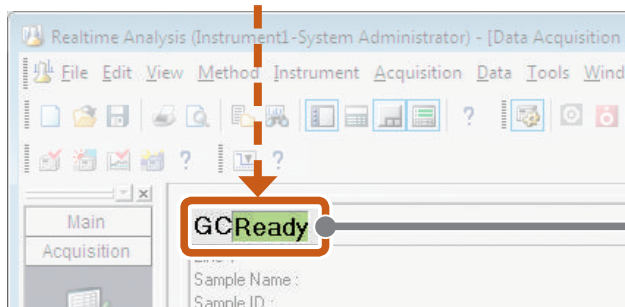 Realtime Analysis (Instrument1-System Administrator) - [Data Acquisition
File Edit View Method Instrument Acquisition Data Tools Wind
? 
? ?
Main
Acquisition
GC Ready
Sample Name :
Sample ID :